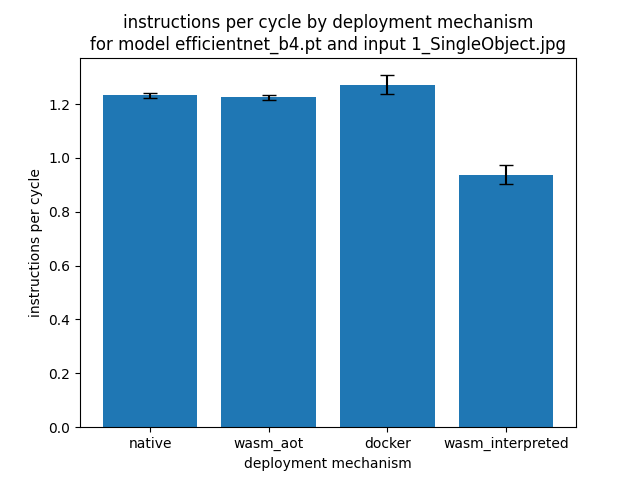 instructions per cycle by deployment mechanism
for model efficientnet_b4.pt and input 1_SingleObject.jpg
instructions per cycle
1.2
1.0
0.8
0.6
0.4
0.2
0.0
native
wasm_aot
docker
wasm_interpreted
deployment mechanism